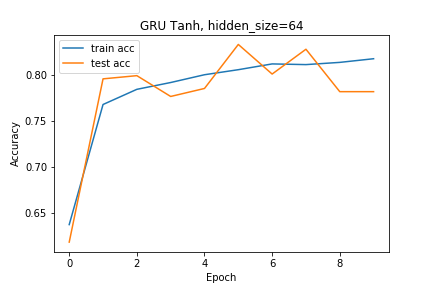 GRU Tanh, hidden_size=64
train acc
test acc
0.80
0.75
0.70
0.65
Accuracy
0 2 4 6 8
Epoch